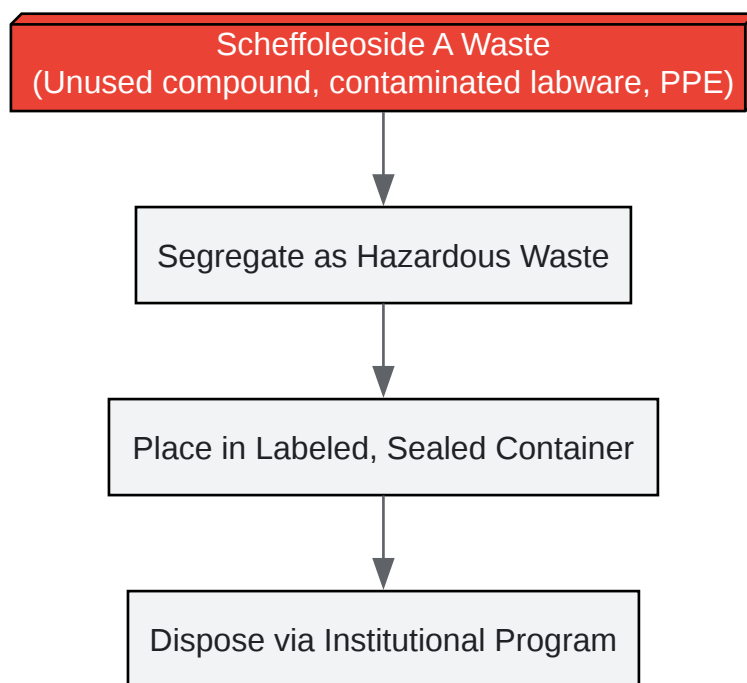 Scheffoleoside A Waste
(Unused compound, contaminated labware, PPE)
Segregate as Hazardous Waste
Place in Labeled, Sealed Container
Dispose via Institutional Program